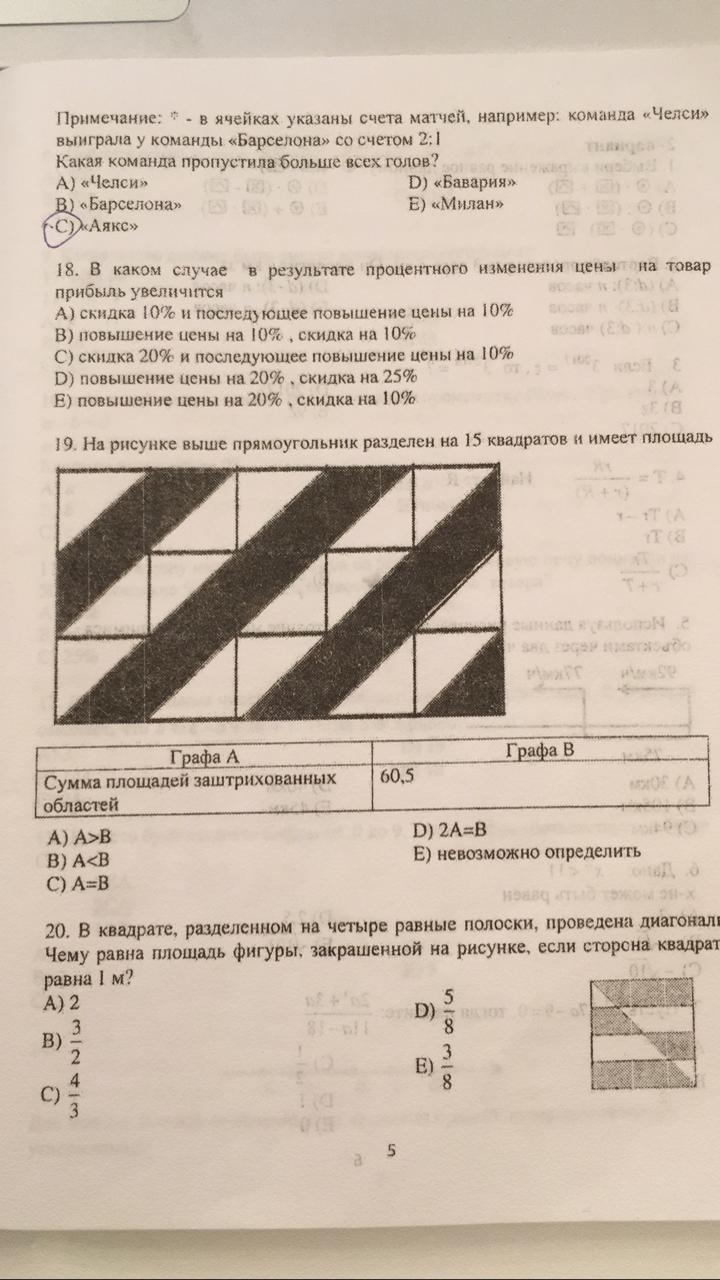 Примечание: * - в ячейках указаны счета матчей, например: команда «Челси»
выиграла у команды «Барселона» со счетом 2:1
Какая команда пропустила больше всех голов?
A) «Челси»
B) «Барселона»
C) «Аякс»
D) «Бавария»
E) «Милан»
18. В каком случае в результате процентного изменения цены на товар
прибыль увеличится
A) скидка 10% и последующее повышение цены на 10%
B) повышение цены на 10% , скидка на 10%
C) скидка 20% и последующее повышение цены на 10%
D) повышение цены на 20% , скидка на 25%
E) повышение цены на 20% , скидка на 10%
19. На рисунке выше прямоугольник разделен на 15 квадратов и имеет площадь
Графа А
Графа В
Сумма площадей заштрихованных
областей
60,5
A) A>B
B) A<B
C) A=B
D) 2A=B
E) невозможно определить
20. В квадрате, разделенном на четыре равные полоски, проведена диагонал
Чему равна площадь фигуры, закрашенной на рисунке, если сторона квадрат
равна 1 м?
A) 2
B) 3/2
C) 4/3
D) 5/8
E) 3/8
5